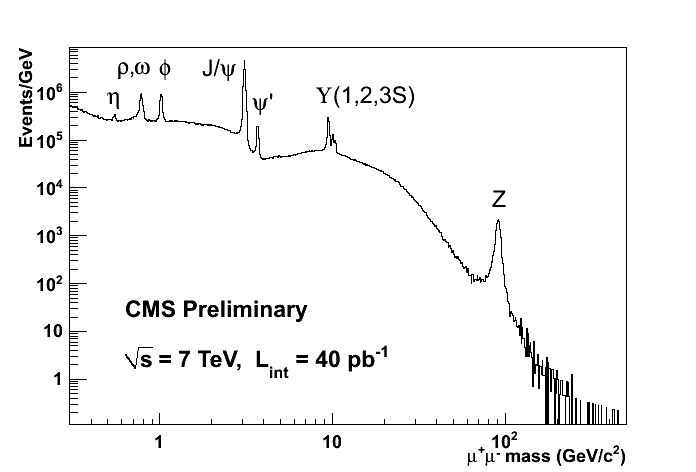 Events/GeV
10⁶
10⁵
10⁴
10³
10²
10
1
η
ρ,ω
ϕ
J/ψ
ψ'
Υ(1,2,3S)
Z
CMS Preliminary
√s = 7 TeV, L_int = 40 pb⁻¹
1
10
10²
μ⁺μ⁻ mass (GeV/c²)